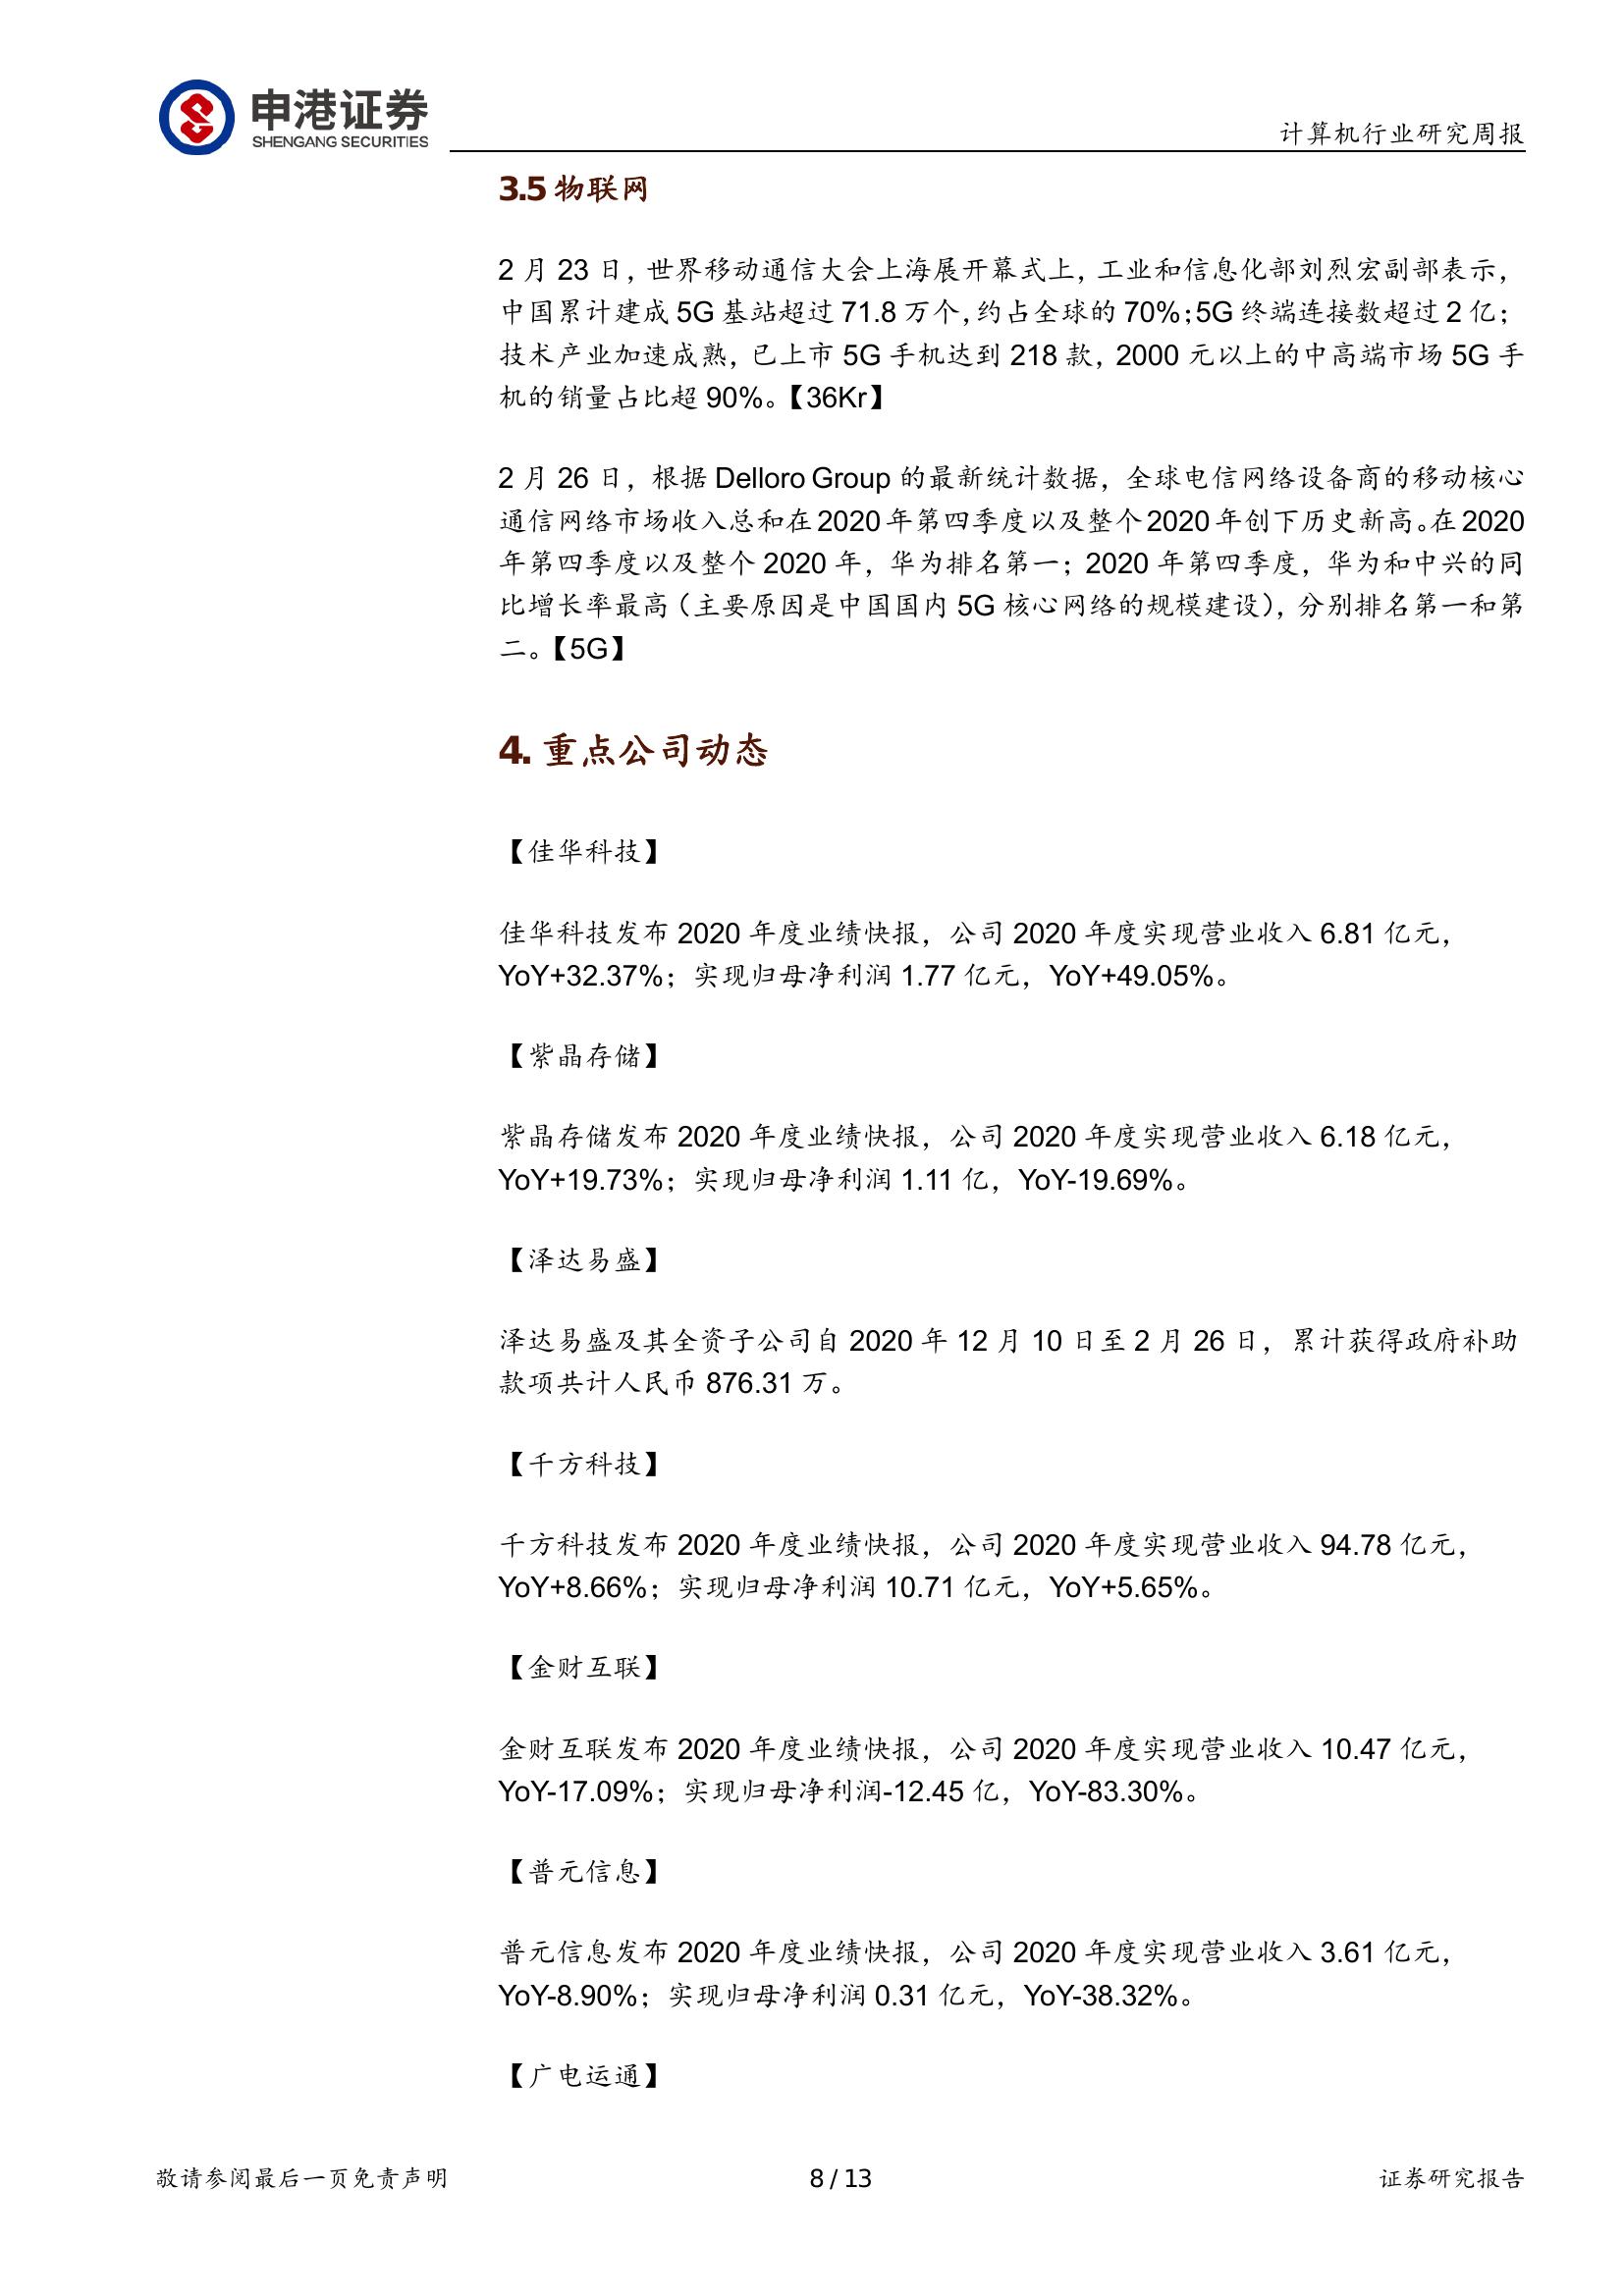 申港证券
SHENGANG SECURITIES
计算机行业研究周报
3.5 物联网
2 月 23 日，世界移动通信大会上海展开幕式上，工业和信息化部刘烈宏副部表示，
中国累计建成 5G 基站超过 71.8 万个，约占全球的 70%；5G 终端连接数超过 2 亿；
技术产业加速成熟，已上市 5G 手机达到 218 款，2000 元以上的中高端市场 5G 手
机的销量占比超 90%。【36Kr】
2 月 26 日，根据 Delloro Group 的最新统计数据，全球电信网络设备商的移动核心
通信网络市场收入总和在 2020 年第四季度以及整个 2020 年创下历史新高。在 2020
年第四季度以及整个 2020 年，华为排名第一；2020 年第四季度，华为和中兴的同
比增长率最高（主要原因是中国国内 5G 核心网络的规模建设），分别排名第一和第
二。【5G】
4. 重点公司动态
【佳华科技】
佳华科技发布 2020 年度业绩快报，公司 2020 年度实现营业收入 6.81 亿元，
YoY+32.37%；实现归母净利润 1.77 亿元，YoY+49.05%。
【紫晶存储】
紫晶存储发布 2020 年度业绩快报，公司 2020 年度实现营业收入 6.18 亿元，
YoY+19.73%；实现归母净利润 1.11 亿，YoY-19.69%。
【泽达易盛】
泽达易盛及其全资子公司自 2020 年 12 月 10 日至 2 月 26 日，累计获得政府补助
款项共计人民币 876.31 万。
【千方科技】
千方科技发布 2020 年度业绩快报，公司 2020 年度实现营业收入 94.78 亿元，
YoY+8.66%；实现归母净利润 10.71 亿元，YoY+5.65%。
【金财互联】
金财互联发布 2020 年度业绩快报，公司 2020 年度实现营业收入 10.47 亿元，
YoY-17.09%；实现归母净利润-12.45 亿，YoY-83.30%。
【普元信息】
普元信息发布 2020 年度业绩快报，公司 2020 年度实现营业收入 3.61 亿元，
YoY-8.90%；实现归母净利润 0.31 亿元，YoY-38.32%。
【广电运通】
敬请参阅最后一页免责声明
8 / 13
证券研究报告